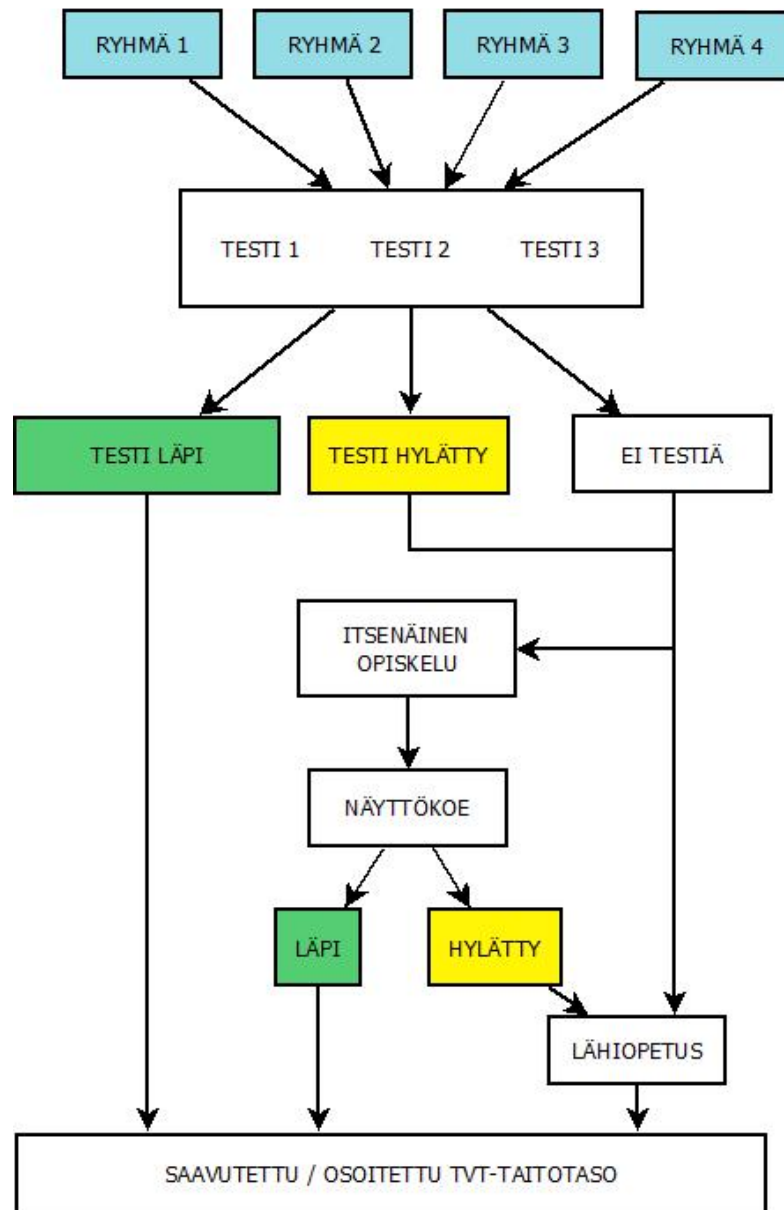 RYHMÄ 1
RYHMÄ 2
RYHMÄ 3
RYHMÄ 4
TESTI 1
TESTI 2
TESTI 3
TESTI LÄPI
TESTI HYLÄTTY
EI TESTIÄ
ITSENÄINEN
OPISKELU
NÄYTTÖKOE
LÄPI
HYLÄTTY
LÄHIOPETUS
SAAVUTETTU / OSOITETTU TVT-TAITOTASO